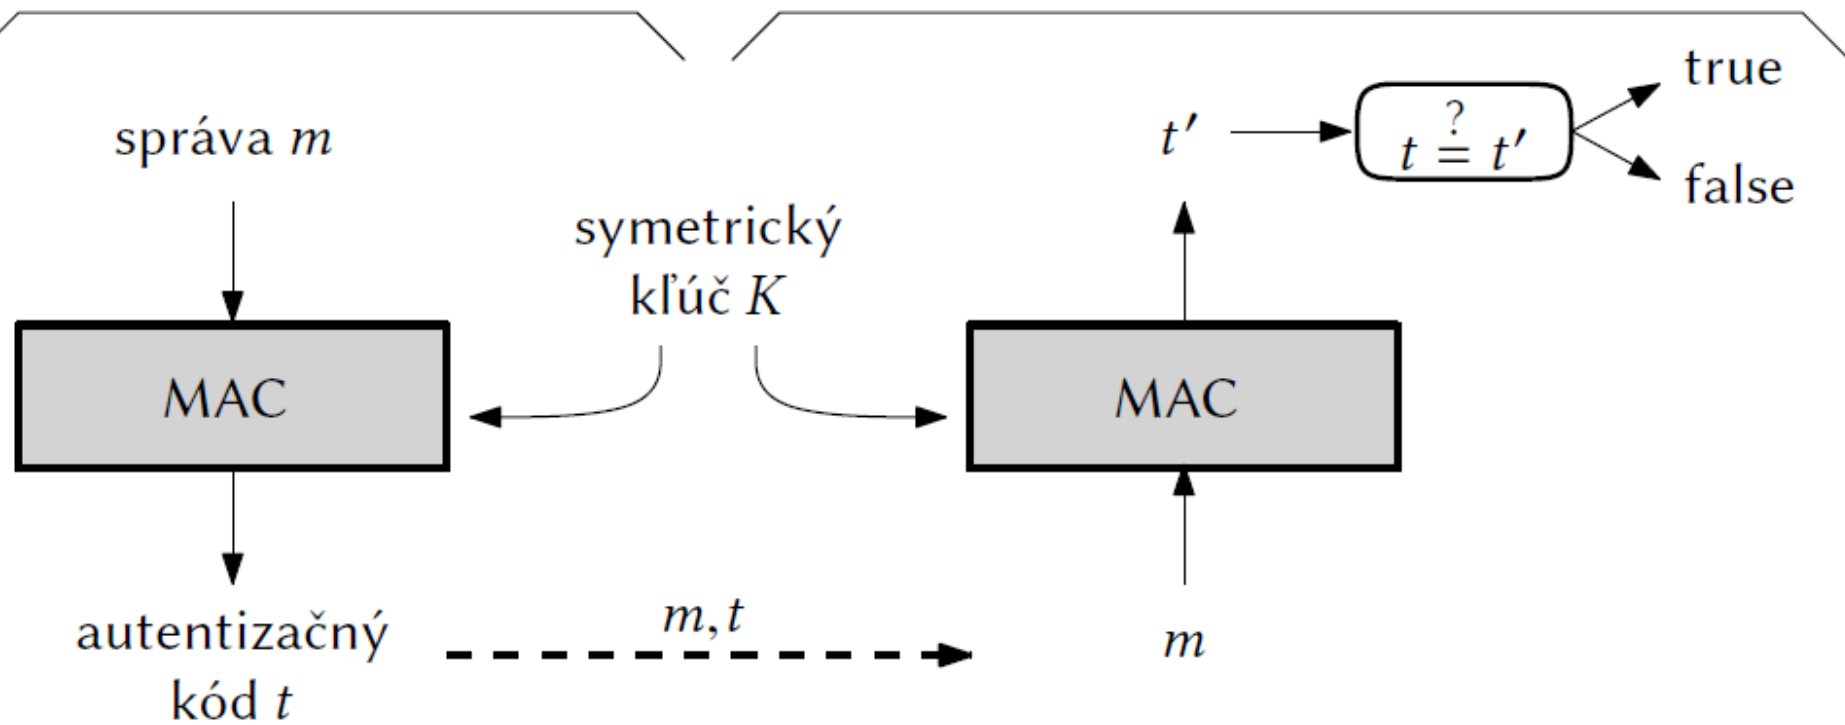 správa m
MAC
autentizačný
kód t
symetrický
kľúč K
m, t
m
MAC
t′
?
t = t′
true
false